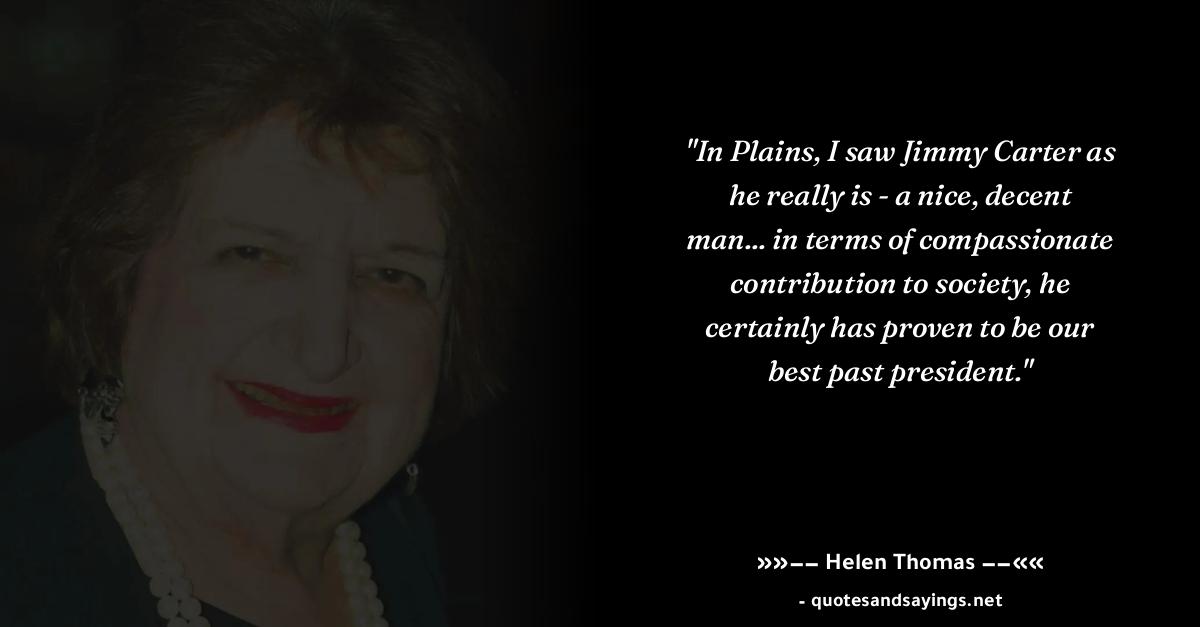 "In Plains, I saw Jimmy Carter as
he really is - a nice, decent
man... in terms of compassionate
contribution to society, he
certainly has proven to be our
best past president."
»»−− Helen Thomas −−««
- quotesandsayings.net